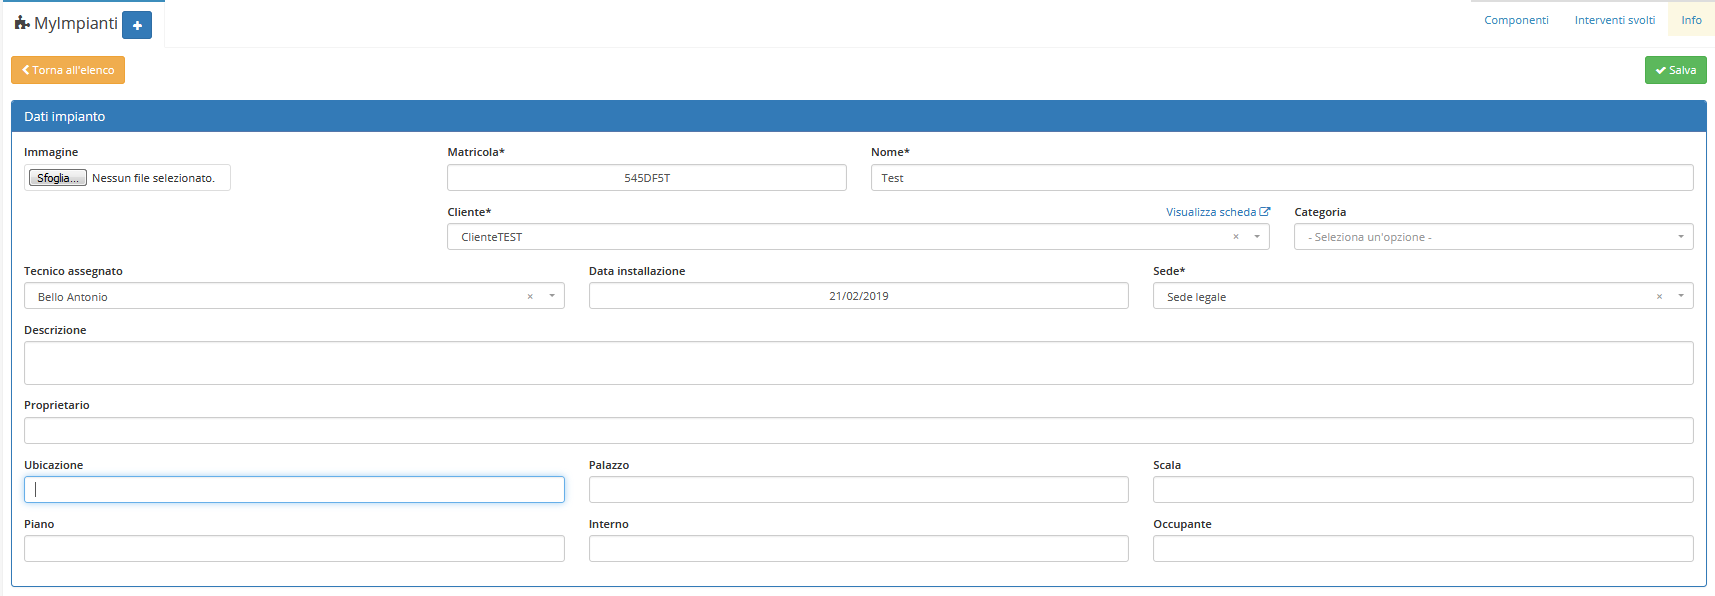 MyImpianti
Componenti Interventi svolti Info
Torna all'elenco
Salva
Dati impianto
Immagine Matricola* Nome*
Sfoglia... Nessun file selezionato. 545DF5T Test
Cliente* Visualizza scheda Categoria
ClienteTEST × - Seleziona un'opzione -
Tecnico assegnato Data installazione Sede*
Bello Antonio × 21/02/2019 Sede legale ×
Descrizione
Proprietario
Ubicazione Palazzo Scala
Piano Interno Occupante